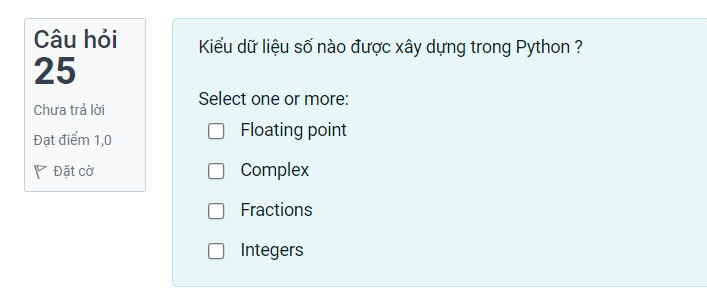 Câu hỏi
25
Chưa trả lời
Đạt điểm 1,0
Đặt cờ
Kiểu dữ liệu số nào được xây dựng trong Python ?
Select one or more:
Floating point
Complex
Fractions
Integers